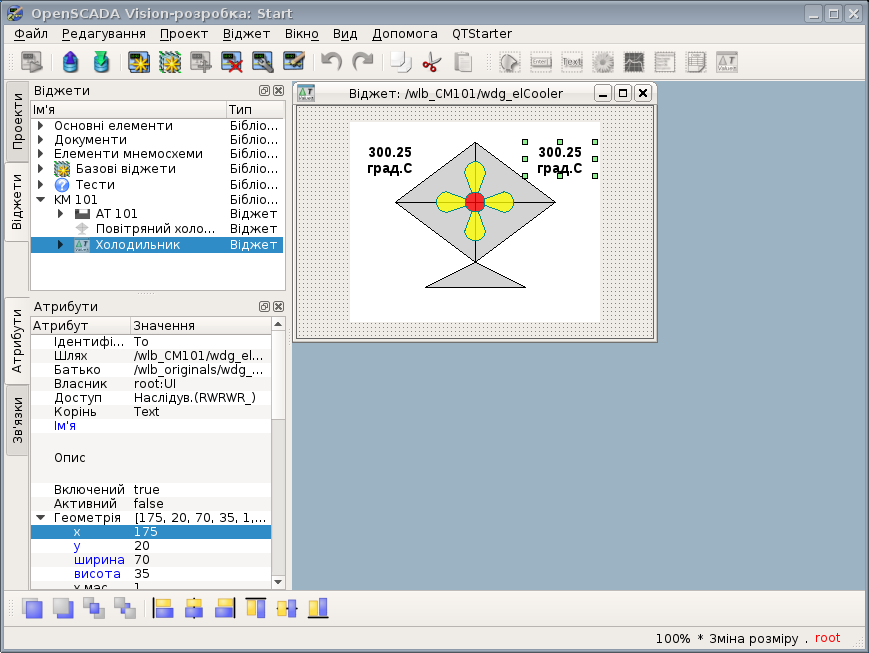 OpenSCADA Vision-розробка: Start
Файл Редагування Проект Віджет Вікно Вид Допомога QTStarter
Проекти
Віджети
Віджети
Ім'я Тип
Основні елементи Бібліо...
Документи Бібліо...
Елементи мнемосхеми Бібліо...
Базові віджети Бібліо...
Тести Бібліо...
КМ 101 Бібліо...
АТ 101 Віджет
Повітряний холо... Віджет
Холодильник Віджет
Атрибути
Зв'язки
Атрибути
Атрибут Значення
Ідентифі... To
Шлях /wlb_CM101/wdg_el...
Батько /wlb_originals/wdg_...
Власник root:UI
Доступ Наслідув.(RWRWR_)
Корінь Text
Ім'я
Опис
Включений true
Активний false
Геометрія [175, 20, 70, 35, 1,...
x 175
y 20
ширина 70
висота 35
x мас 1
Віджет: /wlb_CM101/wdg_elCooler
300.25
град.С
300.25
град.С
100% * Зміна розміру . root